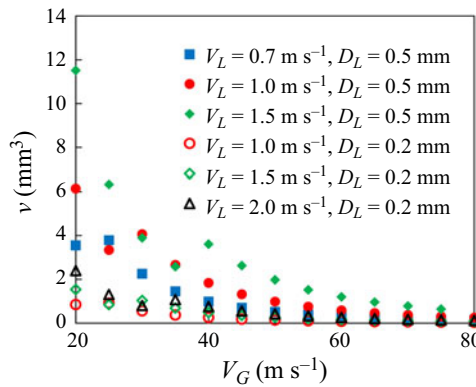 14
12
10
8
6
4
2
0
v (mm³)
V_L = 0.7 m s⁻¹, D_L = 0.5 mm
V_L = 1.0 m s⁻¹, D_L = 0.5 mm
V_L = 1.5 m s⁻¹, D_L = 0.5 mm
V_L = 1.0 m s⁻¹, D_L = 0.2 mm
V_L = 1.5 m s⁻¹, D_L = 0.2 mm
V_L = 2.0 m s⁻¹, D_L = 0.2 mm
20 40 60 80
V_G (m s⁻¹)